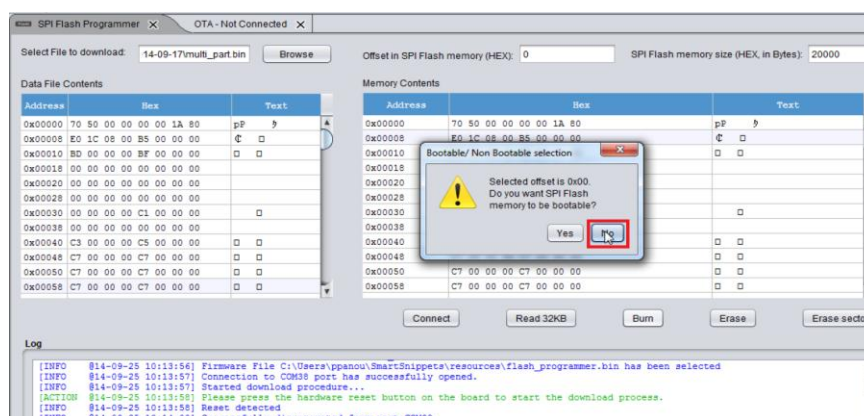 SPI Flash Programmer
OTA - Not Connected
Select File to download: 14-09-17\multi_part.bin Browse Offset in SPI Flash memory (HEX): 0 SPI Flash memory size (HEX, in Bytes): 20000
Data File Contents
Address Hex Text
0x00000 70 50 00 00 00 00 1A 80 pP
0x00008 E0 1C 08 00 B5 00 00 00
0x00010 BD 00 00 00 BF 00 00 00
0x00018 00 00 00 00 00 00 00 00
0x00020 00 00 00 00 00 00 00 00
0x00028 00 00 00 00 00 00 00 00
0x00030 00 00 00 00 C1 00 00 00
0x00038 00 00 00 00 00 00 00 00
0x00040 C3 00 00 00 C5 00 00 00
0x00048 C7 00 00 00 C7 00 00 00
0x00050 C7 00 00 00 C7 00 00 00
0x00058 C7 00 00 00 C7 00 00 00
Memory Contents
Address Hex Text
0x00000 70 50 00 00 00 00 1A 80 pP
0x00008 E0 1C 08 00 B5 00 00 00
0x00010
0x00018
0x00020
0x00028
0x00030
0x00038
0x00040
0x00048
0x00050 C7 00 00 00 C7 00 00 00
0x00058 C7 00 00 00 C7 00 00 00
Bootable/ Non Bootable selection
Selected offset is 0x00.
Do you want SPI Flash
memory to be bootable?
Yes No
Connect Read 32KB Burn Erase Erase secto
Log
[INFO @14-09-25 10:13:56] Firmware File C:\Users\ppanou\SmartSnippets\resources\flash_programmer.bin has been selected
[INFO @14-09-25 10:13:57] Connection to COM38 port has successfully opened.
[INFO @14-09-25 10:13:57] Started download procedure...
[ACTION @14-09-25 10:13:58] Please press the hardware reset button on the board to start the download process.
[INFO @14-09-25 10:13:58] Reset detected